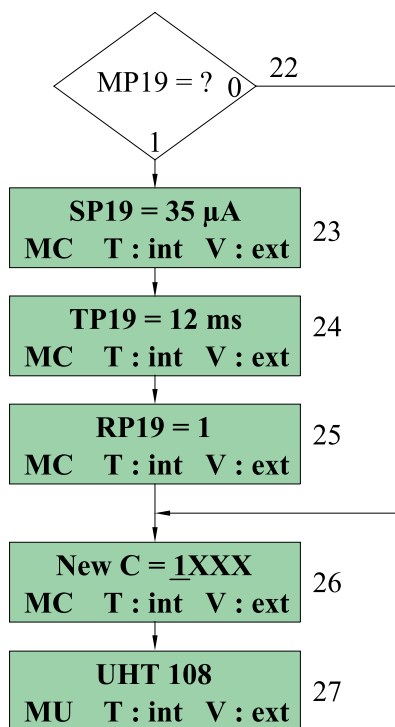 22
MP19 = ? 0
1
SP19 = 35 µA
MC T : int V : ext
23
TP19 = 12 ms
MC T : int V : ext
24
RP19 = 1
MC T : int V : ext
25
New C = 1XXX
MC T : int V : ext
26
UHT 108
MU T : int V : ext
27